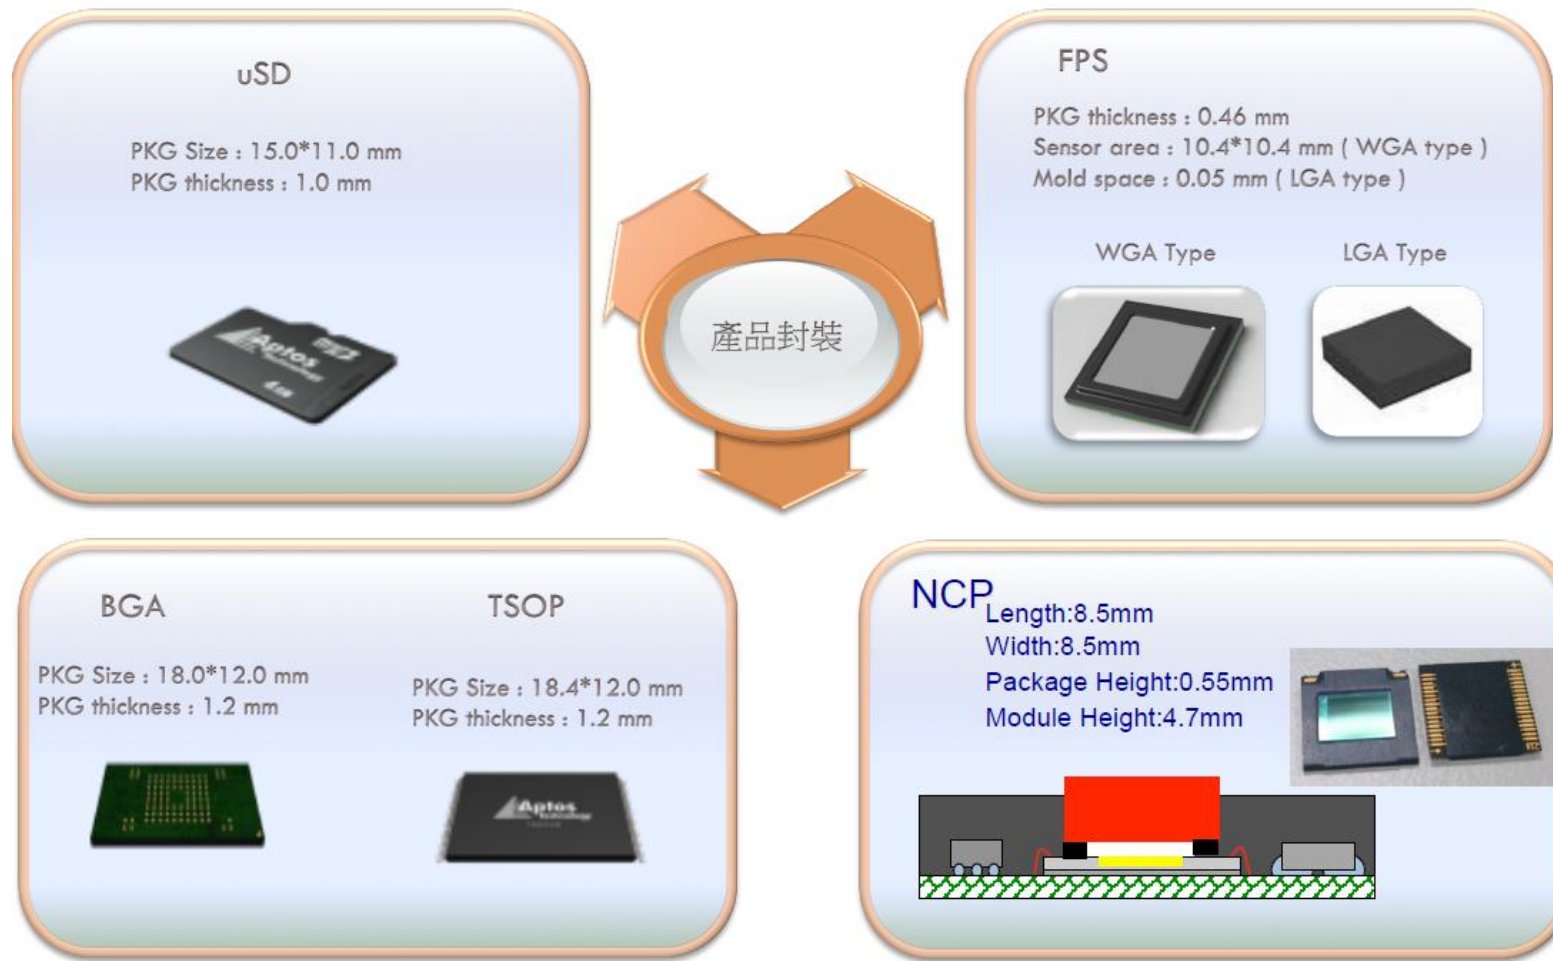 uSD
PKG Size : 15.0*11.0 mm
PKG thickness : 1.0 mm
Aptos
Technology
FPS
PKG thickness : 0.46 mm
Sensor area : 10.4*10.4 mm ( WGA type )
Mold space : 0.05 mm ( LGA type )
WGA Type
LGA Type
產品封裝
BGA
PKG Size : 18.0*12.0 mm
PKG thickness : 1.2 mm
TSOP
PKG Size : 18.4*12.0 mm
PKG thickness : 1.2 mm
Aptos
Technology
NCP
Length:8.5mm
Width:8.5mm
Package Height:0.55mm
Module Height:4.7mm